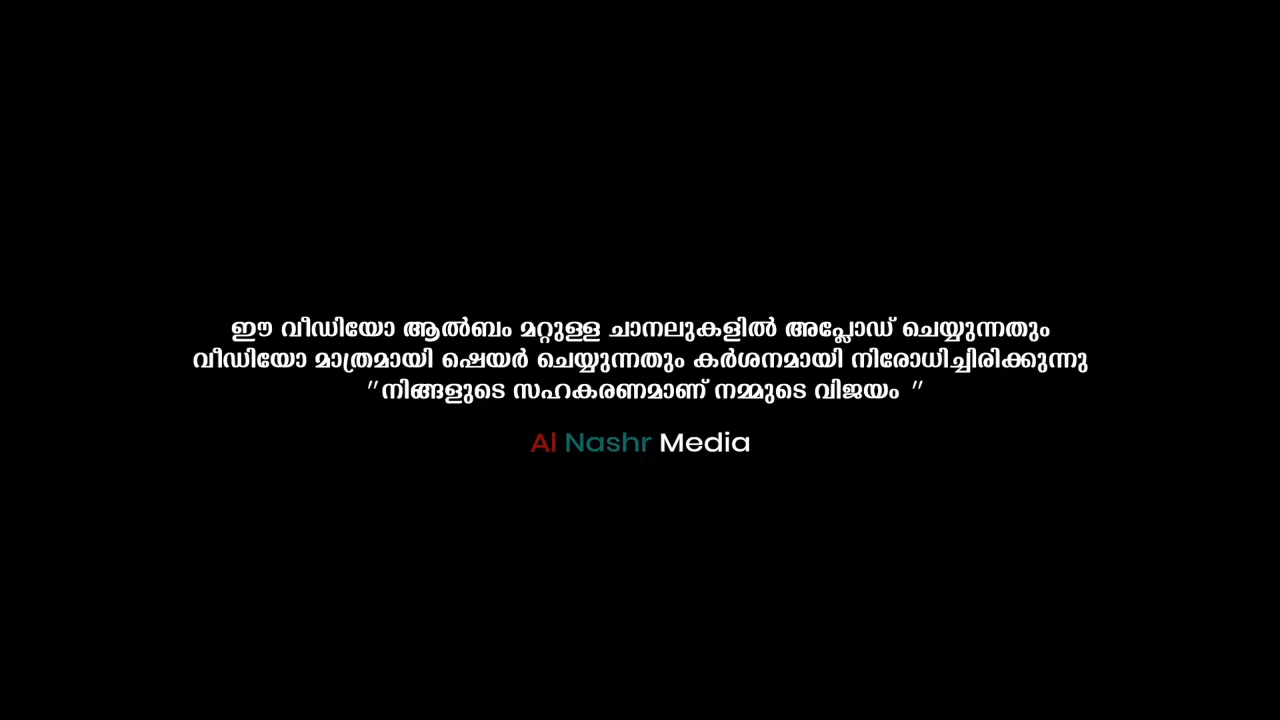 ഈ വീഡിയോ ആൽബം മറ്റുള്ള ചാനലുകളിൽ അപ്ലോഡ് ചെയ്യുന്നതും
വീഡിയോ മാത്രമായി ഷെയർ ചെയ്യുന്നതും കർശനമായി നിരോധിച്ചിരിക്കുന്നു
"നിങ്ങളുടെ സഹകരണമാണ് നമ്മുടെ വിജയം "
Al Nashr Media